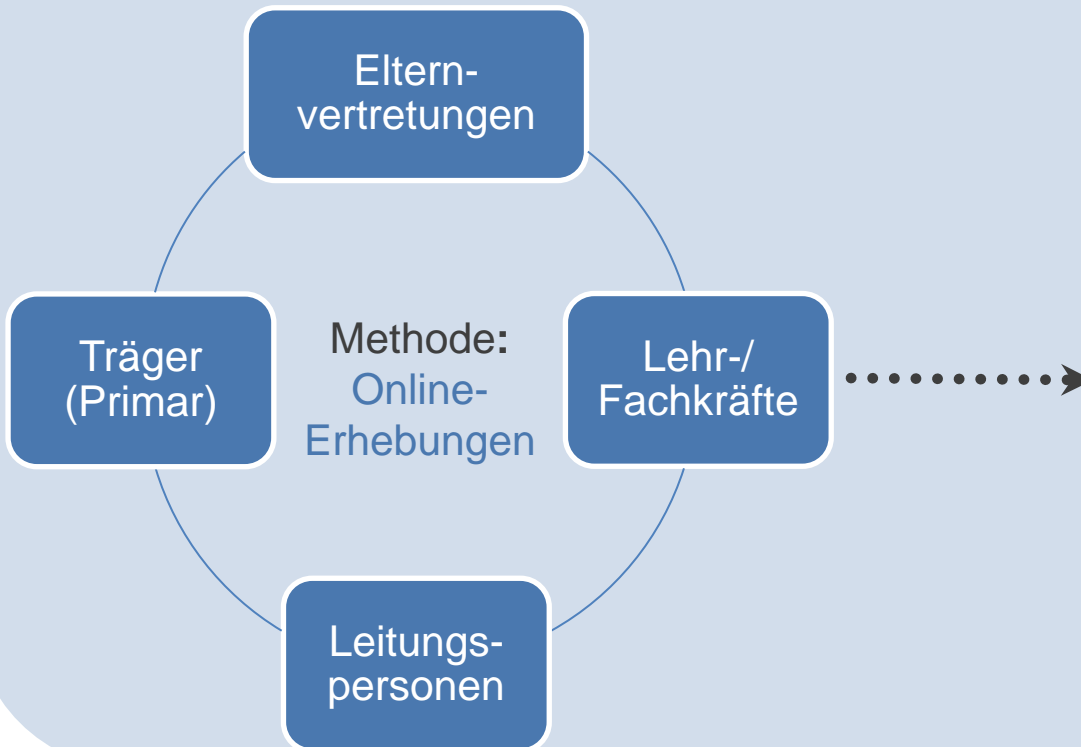 Eltern-
vertretungen
Träger
(Primar)
Methode:
Online-
Erhebungen
Lehr-/
Fachkräfte
Leitungs-
personen